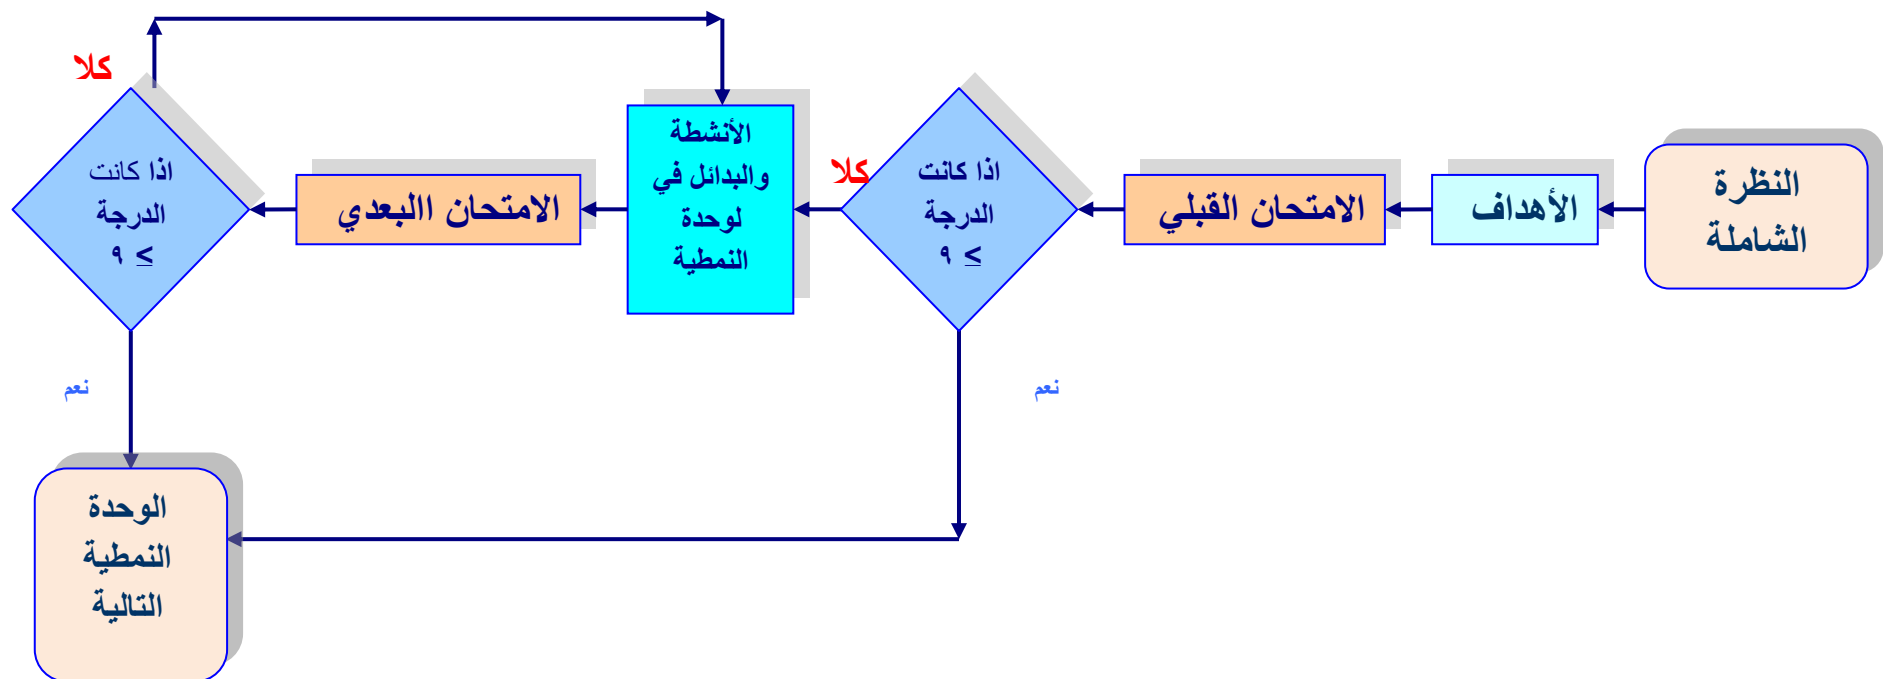 النظرة
الشاملة
الأهداف
الامتحان القبلي
اذا كانت
الدرجة
≥ ٩
كلا
نعم
الأنشطة
والبدائل في
لوحدة
النمطية
الامتحان االبعدي
اذا كانت
الدرجة
≥ ٩
كلا
نعم
الوحدة
النمطية
التالية